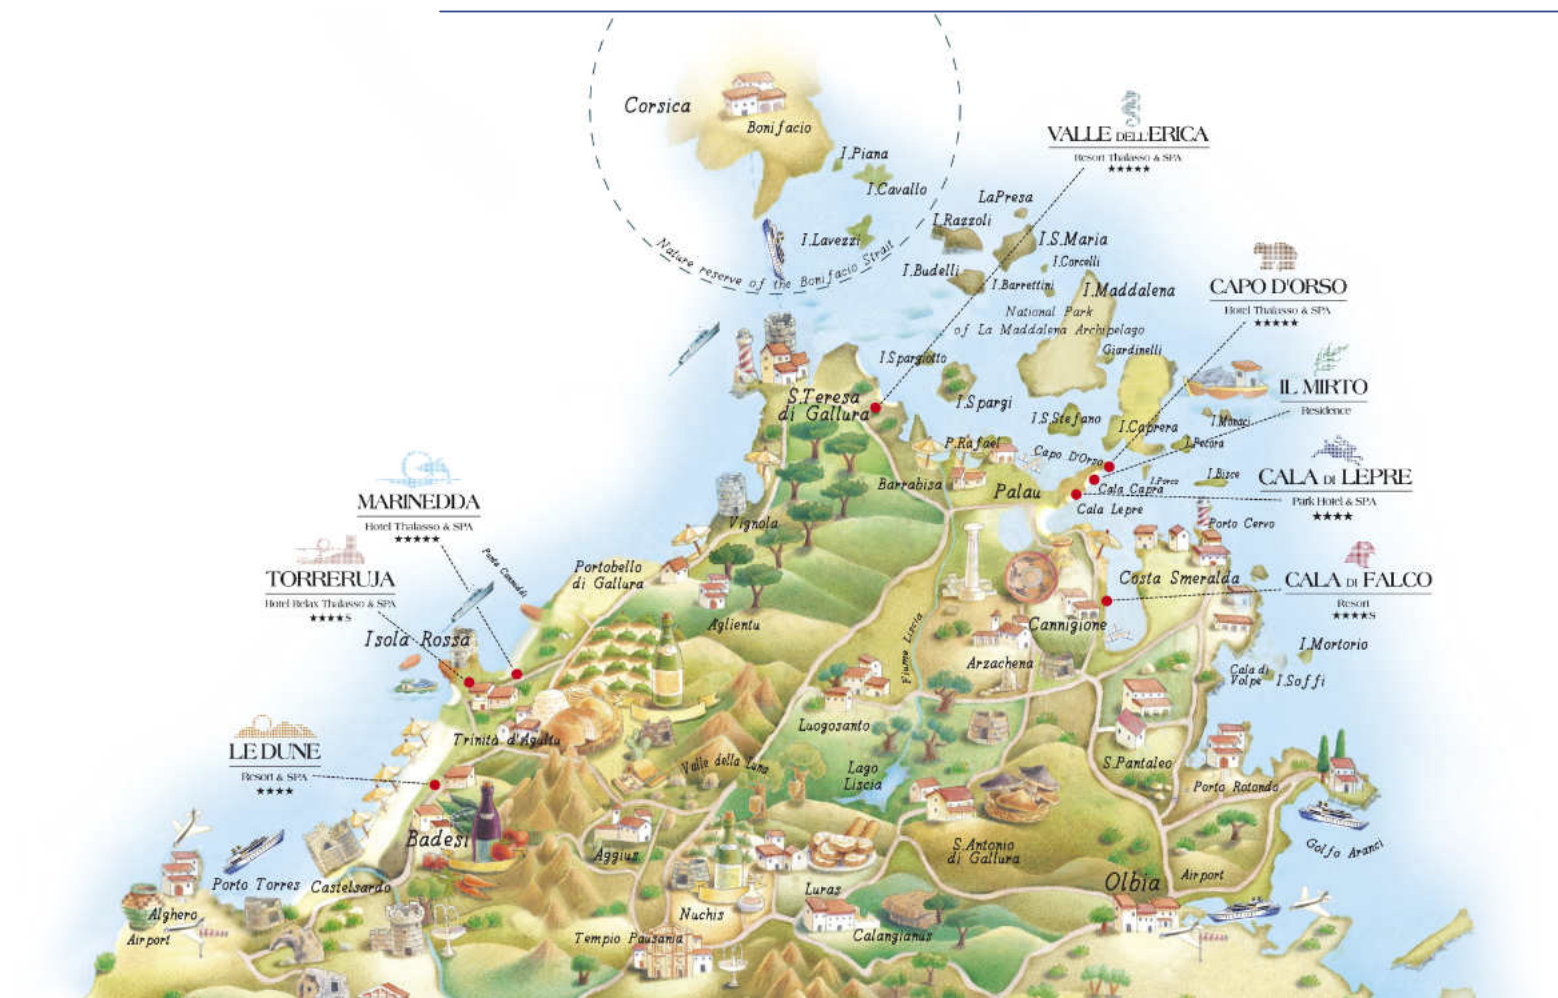 Corsica
Bonifacio
I.Piana
I.Cavallo
I.Lavezzi
Nature reserve of the Bonifacio Strait
VALLE DELL'ERICA
Resort Thalasso & SPA
★★★★★
LaPresa
I.Razzoli
I.S.Maria
I.Corcelli
I.Budelli
I.Barrettini
I.Maddalena
National Park
of La Maddalena Archipelago
Giardinelli
CAPO D'ORSO
Hotel Thalasso & SPA
★★★★★
I.Spargiotto
I.Spargi
I.S.Stefano
I.Caprera
I.Monaci
I.Pecora
IL MIRTO
Residence
S.Teresa
di Gallura
P.Rafael
Capo D'Orso
Barrabisa
Palau
Cala Capra
I.Porco
I.Bisce
Cala Lepre
CALA DI LEPRE
Park Hotel & SPA
★★★★
Porto Cervo
MARINEDDA
Hotel Thalasso & SPA
★★★★★
Vignola
Portobello
di Gallura
TORRERUJA
Hotel Relax Thalasso & SPA
★★★★S
Isola Rossa
Costa Smeralda
CALA DI FALCO
Resort
★★★★S
Aglientu
Fiume Liscia
Cannigione
Arzachena
I.Mortorio
Cala di
Volpe
I.Soffi
LE DUNE
Resort & SPA
★★★★
Trinità d'Agultu
Luogosanto
Valle della Luna
Lago
Liscia
S.Pantaleo
Porto Rotondo
Badesi
Aggius
S.Antonio
di Gallura
Golfo Aranci
Porto Torres
Castelsardo
Luras
Olbia
Airport
Alghero
Airport
Nuchis
Tempio Pausania
Calangianus